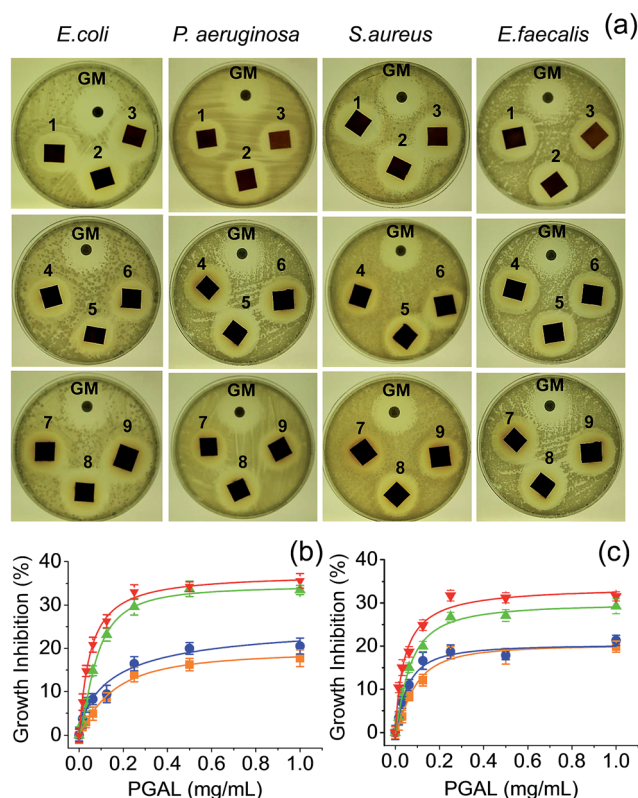 E.coli P. aeruginosa S.aureus E.faecalis (a)
GM GM GM GM
1 2 3 1 2 3 1 2 3 1 2 3
GM GM GM GM
4 5 6 4 5 6 4 5 6 4 5 6
GM GM GM GM
7 8 9 7 8 9 7 8 9 7 8 9
(b) (c)
Growth Inhibition (%)
40
30
20
10
0
0.0 0.2 0.4 0.6 0.8 1.0
PGAL (mg/mL)
Growth Inhibition (%)
40
30
20
10
0
0.0 0.2 0.4 0.6 0.8 1.0
PGAL (mg/mL)